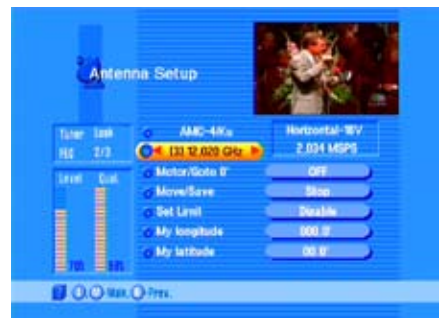 Antenna Setup
Tuner Lock
FEC 2/3
Level Qual.
AMC-4/Ku
Horizontal-18V
[3] 12.020 GHz
2.034 MSPS
Motor/Goto 0° OFF
Move/Save Stop
Set Limit Disable
My longitude 000.0°
My latitude 00.0°
Main, Prev.